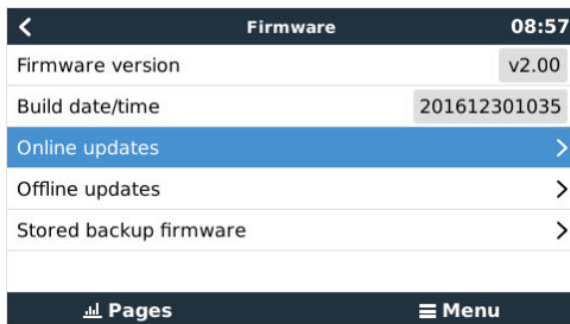 Firmware 08:57
Firmware version v2.00
Build date/time 201612301035
Online updates
Offline updates
Stored backup firmware
Pages Menu